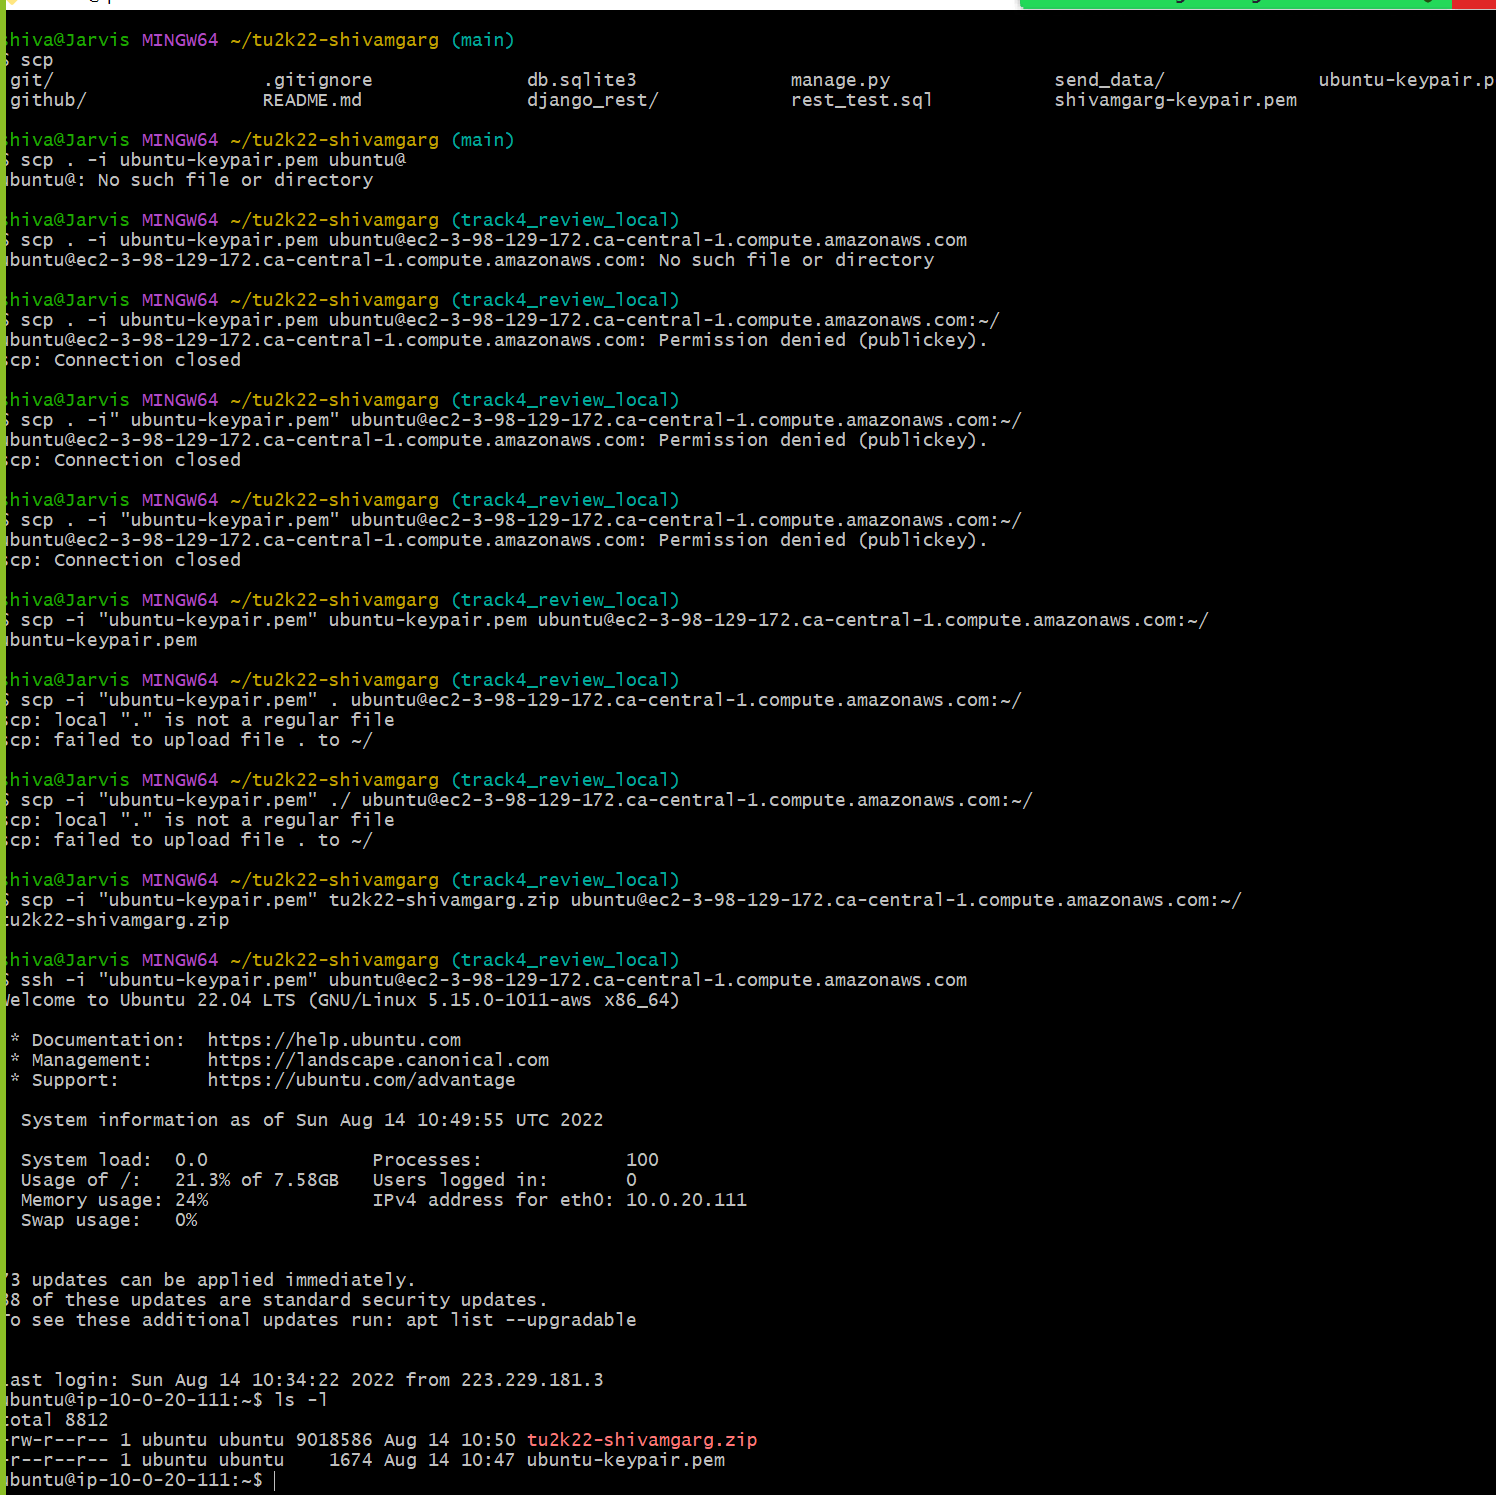 shiva@Jarvis MINGW64 ~/tu2k22-shivamgarg (main)
$ scp
git/ .gitignore db.sqlite3 manage.py send_data/ ubuntu-keypair.p
github/ README.md django_rest/ rest_test.sql shivamgarg-keypair.pem
shiva@Jarvis MINGW64 ~/tu2k22-shivamgarg (main)
$ scp . -i ubuntu-keypair.pem ubuntu@
ubuntu@: No such file or directory
shiva@Jarvis MINGW64 ~/tu2k22-shivamgarg (track4_review_local)
$ scp . -i ubuntu-keypair.pem ubuntu@ec2-3-98-129-172.ca-central-1.compute.amazonaws.com
ubuntu@ec2-3-98-129-172.ca-central-1.compute.amazonaws.com: No such file or directory
shiva@Jarvis MINGW64 ~/tu2k22-shivamgarg (track4_review_local)
$ scp . -i ubuntu-keypair.pem ubuntu@ec2-3-98-129-172.ca-central-1.compute.amazonaws.com:~/
ubuntu@ec2-3-98-129-172.ca-central-1.compute.amazonaws.com: Permission denied (publickey).
scp: Connection closed
shiva@Jarvis MINGW64 ~/tu2k22-shivamgarg (track4_review_local)
$ scp . -i" ubuntu-keypair.pem" ubuntu@ec2-3-98-129-172.ca-central-1.compute.amazonaws.com:~/
ubuntu@ec2-3-98-129-172.ca-central-1.compute.amazonaws.com: Permission denied (publickey).
scp: Connection closed
shiva@Jarvis MINGW64 ~/tu2k22-shivamgarg (track4_review_local)
$ scp . -i "ubuntu-keypair.pem" ubuntu@ec2-3-98-129-172.ca-central-1.compute.amazonaws.com:~/
ubuntu@ec2-3-98-129-172.ca-central-1.compute.amazonaws.com: Permission denied (publickey).
scp: Connection closed
shiva@Jarvis MINGW64 ~/tu2k22-shivamgarg (track4_review_local)
$ scp -i "ubuntu-keypair.pem" ubuntu-keypair.pem ubuntu@ec2-3-98-129-172.ca-central-1.compute.amazonaws.com:~/
ubuntu-keypair.pem
shiva@Jarvis MINGW64 ~/tu2k22-shivamgarg (track4_review_local)
$ scp -i "ubuntu-keypair.pem" . ubuntu@ec2-3-98-129-172.ca-central-1.compute.amazonaws.com:~/
scp: local "." is not a regular file
scp: failed to upload file . to ~/
shiva@Jarvis MINGW64 ~/tu2k22-shivamgarg (track4_review_local)
$ scp -i "ubuntu-keypair.pem" ./ ubuntu@ec2-3-98-129-172.ca-central-1.compute.amazonaws.com:~/
scp: local "." is not a regular file
scp: failed to upload file . to ~/
shiva@Jarvis MINGW64 ~/tu2k22-shivamgarg (track4_review_local)
$ scp -i "ubuntu-keypair.pem" tu2k22-shivamgarg.zip ubuntu@ec2-3-98-129-172.ca-central-1.compute.amazonaws.com:~/
tu2k22-shivamgarg.zip
shiva@Jarvis MINGW64 ~/tu2k22-shivamgarg (track4_review_local)
$ ssh -i "ubuntu-keypair.pem" ubuntu@ec2-3-98-129-172.ca-central-1.compute.amazonaws.com
Welcome to Ubuntu 22.04 LTS (GNU/Linux 5.15.0-1011-aws x86_64)
* Documentation: https://help.ubuntu.com
* Management: https://landscape.canonical.com
* Support: https://ubuntu.com/advantage
System information as of Sun Aug 14 10:49:55 UTC 2022
System load: 0.0 Processes: 100
Usage of /: 21.3% of 7.58GB Users logged in: 0
Memory usage: 24% IPv4 address for eth0: 10.0.20.111
Swap usage: 0%
73 updates can be applied immediately.
38 of these updates are standard security updates.
To see these additional updates run: apt list --upgradable
Last login: Sun Aug 14 10:34:22 2022 from 223.229.181.3
ubuntu@ip-10-0-20-111:~$ ls -l
total 8812
-rw-r--r-- 1 ubuntu ubuntu 9018586 Aug 14 10:50 tu2k22-shivamgarg.zip
-r--r--r-- 1 ubuntu ubuntu 1674 Aug 14 10:47 ubuntu-keypair.pem
ubuntu@ip-10-0-20-111:~$